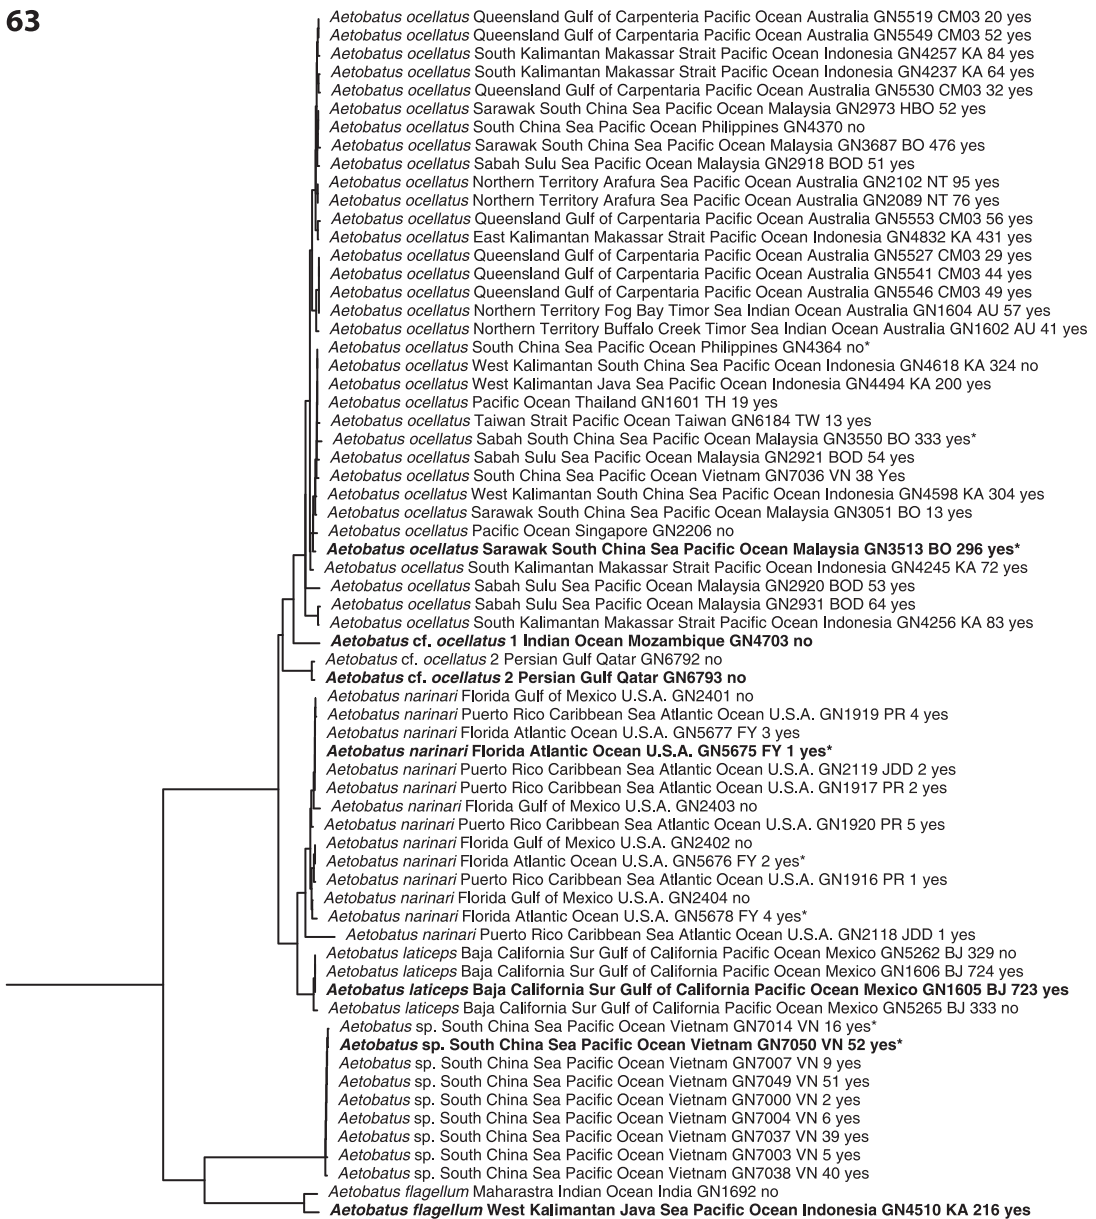 63
Aetobatus ocellatus Queensland Gulf of Carpenteria Pacific Ocean Australia GN5519 CM03 20 yes
Aetobatus ocellatus Queensland Gulf of Carpentaria Pacific Ocean Australia GN5549 CM03 52 yes
Aetobatus ocellatus South Kalimantan Makassar Strait Pacific Ocean Indonesia GN4257 KA 84 yes
Aetobatus ocellatus South Kalimantan Makassar Strait Pacific Ocean Indonesia GN4237 KA 64 yes
Aetobatus ocellatus Queensland Gulf of Carpentaria Pacific Ocean Australia GN5530 CM03 32 yes
Aetobatus ocellatus Sarawak South China Sea Pacific Ocean Malaysia GN2973 HBO 52 yes
Aetobatus ocellatus South China Sea Pacific Ocean Philippines GN4370 no
Aetobatus ocellatus Sarawak South China Sea Pacific Ocean Malaysia GN3687 BO 476 yes
Aetobatus ocellatus Sabah Sulu Sea Pacific Ocean Malaysia GN2918 BOD 51 yes
Aetobatus ocellatus Northern Territory Arafura Sea Pacific Ocean Australia GN2102 NT 95 yes
Aetobatus ocellatus Northern Territory Arafura Sea Pacific Ocean Australia GN2089 NT 76 yes
Aetobatus ocellatus Queensland Gulf of Carpentaria Pacific Ocean Australia GN5553 CM03 56 yes
Aetobatus ocellatus East Kalimantan Makassar Strait Pacific Ocean Indonesia GN4832 KA 431 yes
Aetobatus ocellatus Queensland Gulf of Carpentaria Pacific Ocean Australia GN5527 CM03 29 yes
Aetobatus ocellatus Queensland Gulf of Carpentaria Pacific Ocean Australia GN5541 CM03 44 yes
Aetobatus ocellatus Queensland Gulf of Carpentaria Pacific Ocean Australia GN5546 CM03 49 yes
Aetobatus ocellatus Northern Territory Fog Bay Timor Sea Indian Ocean Australia GN1604 AU 57 yes
Aetobatus ocellatus Northern Territory Buffalo Creek Timor Sea Indian Ocean Australia GN1602 AU 41 yes
Aetobatus ocellatus South China Sea Pacific Ocean Philippines GN4364 no*
Aetobatus ocellatus West Kalimantan South China Sea Pacific Ocean Indonesia GN4618 KA 324 no
Aetobatus ocellatus West Kalimantan Java Sea Pacific Ocean Indonesia GN4494 KA 200 yes
Aetobatus ocellatus Pacific Ocean Thailand GN1601 TH 19 yes
Aetobatus ocellatus Taiwan Strait Pacific Ocean Taiwan GN6184 TW 13 yes
Aetobatus ocellatus Sabah South China Sea Pacific Ocean Malaysia GN3550 BO 333 yes*
Aetobatus ocellatus Sabah Sulu Sea Pacific Ocean Malaysia GN2921 BOD 54 yes
Aetobatus ocellatus South China Sea Pacific Ocean Vietnam GN7036 VN 38 Yes
Aetobatus ocellatus West Kalimantan South China Sea Pacific Ocean Indonesia GN4598 KA 304 yes
Aetobatus ocellatus Sarawak South China Sea Pacific Ocean Malaysia GN3051 BO 13 yes
Aetobatus ocellatus Pacific Ocean Singapore GN2206 no
Aetobatus ocellatus Sarawak South China Sea Pacific Ocean Malaysia GN3513 BO 296 yes*
Aetobatus ocellatus South Kalimantan Makassar Strait Pacific Ocean Indonesia GN4245 KA 72 yes
Aetobatus ocellatus Sabah Sulu Sea Pacific Ocean Malaysia GN2920 BOD 53 yes
Aetobatus ocellatus Sabah Sulu Sea Pacific Ocean Malaysia GN2931 BOD 64 yes
Aetobatus ocellatus South Kalimantan Makassar Strait Pacific Ocean Indonesia GN4256 KA 83 yes
Aetobatus cf. ocellatus 1 Indian Ocean Mozambique GN4703 no
Aetobatus cf. ocellatus 2 Persian Gulf Qatar GN6792 no
Aetobatus cf. ocellatus 2 Persian Gulf Qatar GN6793 no
Aetobatus narinari Florida Gulf of Mexico U.S.A. GN2401 no
Aetobatus narinari Puerto Rico Caribbean Sea Atlantic Ocean U.S.A. GN1919 PR 4 yes
Aetobatus narinari Florida Atlantic Ocean U.S.A. GN5677 FY 3 yes
Aetobatus narinari Florida Atlantic Ocean U.S.A. GN5675 FY 1 yes*
Aetobatus narinari Puerto Rico Caribbean Sea Atlantic Ocean U.S.A. GN2119 JDD 2 yes
Aetobatus narinari Puerto Rico Caribbean Sea Atlantic Ocean U.S.A. GN1917 PR 2 yes
Aetobatus narinari Florida Gulf of Mexico U.S.A. GN2403 no
Aetobatus narinari Puerto Rico Caribbean Sea Atlantic Ocean U.S.A. GN1920 PR 5 yes
Aetobatus narinari Florida Gulf of Mexico U.S.A. GN2402 no
Aetobatus narinari Florida Atlantic Ocean U.S.A. GN5676 FY 2 yes*
Aetobatus narinari Puerto Rico Caribbean Sea Atlantic Ocean U.S.A. GN1916 PR 1 yes
Aetobatus narinari Florida Gulf of Mexico U.S.A. GN2404 no
Aetobatus narinari Florida Atlantic Ocean U.S.A. GN5678 FY 4 yes*
Aetobatus narinari Puerto Rico Caribbean Sea Atlantic Ocean U.S.A. GN2118 JDD 1 yes
Aetobatus laticeps Baja California Sur Gulf of California Pacific Ocean Mexico GN5262 BJ 329 no
Aetobatus laticeps Baja California Sur Gulf of California Pacific Ocean Mexico GN1606 BJ 724 yes
Aetobatus laticeps Baja California Sur Gulf of California Pacific Ocean Mexico GN1605 BJ 723 yes
Aetobatus laticeps Baja California Sur Gulf of California Pacific Ocean Mexico GN5265 BJ 333 no
Aetobatus sp. South China Sea Pacific Ocean Vietnam GN7014 VN 16 yes*
Aetobatus sp. South China Sea Pacific Ocean Vietnam GN7050 VN 52 yes*
Aetobatus sp. South China Sea Pacific Ocean Vietnam GN7007 VN 9 yes
Aetobatus sp. South China Sea Pacific Ocean Vietnam GN7049 VN 51 yes
Aetobatus sp. South China Sea Pacific Ocean Vietnam GN7000 VN 2 yes
Aetobatus sp. South China Sea Pacific Ocean Vietnam GN7004 VN 6 yes
Aetobatus sp. South China Sea Pacific Ocean Vietnam GN7037 VN 39 yes
Aetobatus sp. South China Sea Pacific Ocean Vietnam GN7003 VN 5 yes
Aetobatus sp. South China Sea Pacific Ocean Vietnam GN7038 VN 40 yes
Aetobatus flagellum Maharastra Indian Ocean India GN1692 no
Aetobatus flagellum West Kalimantan Java Sea Pacific Ocean Indonesia GN4510 KA 216 yes